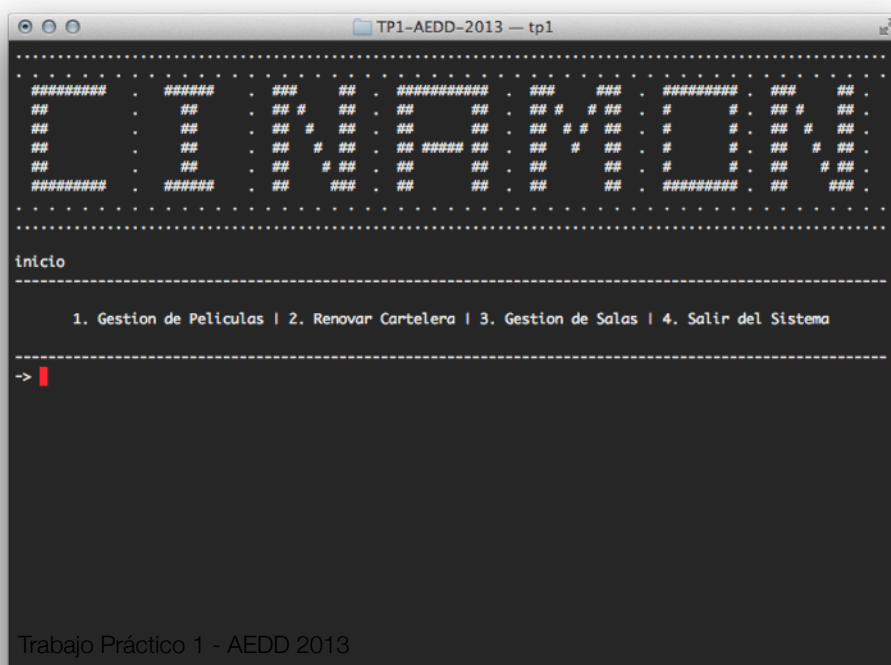 TP1-AEDD-2013 — tp1
CINAMON
inicio
1. Gestion de Peliculas | 2. Renovar Cartelera | 3. Gestion de Salas | 4. Salir del Sistema
->
Trabajo Práctico 1 - AEDD 2013